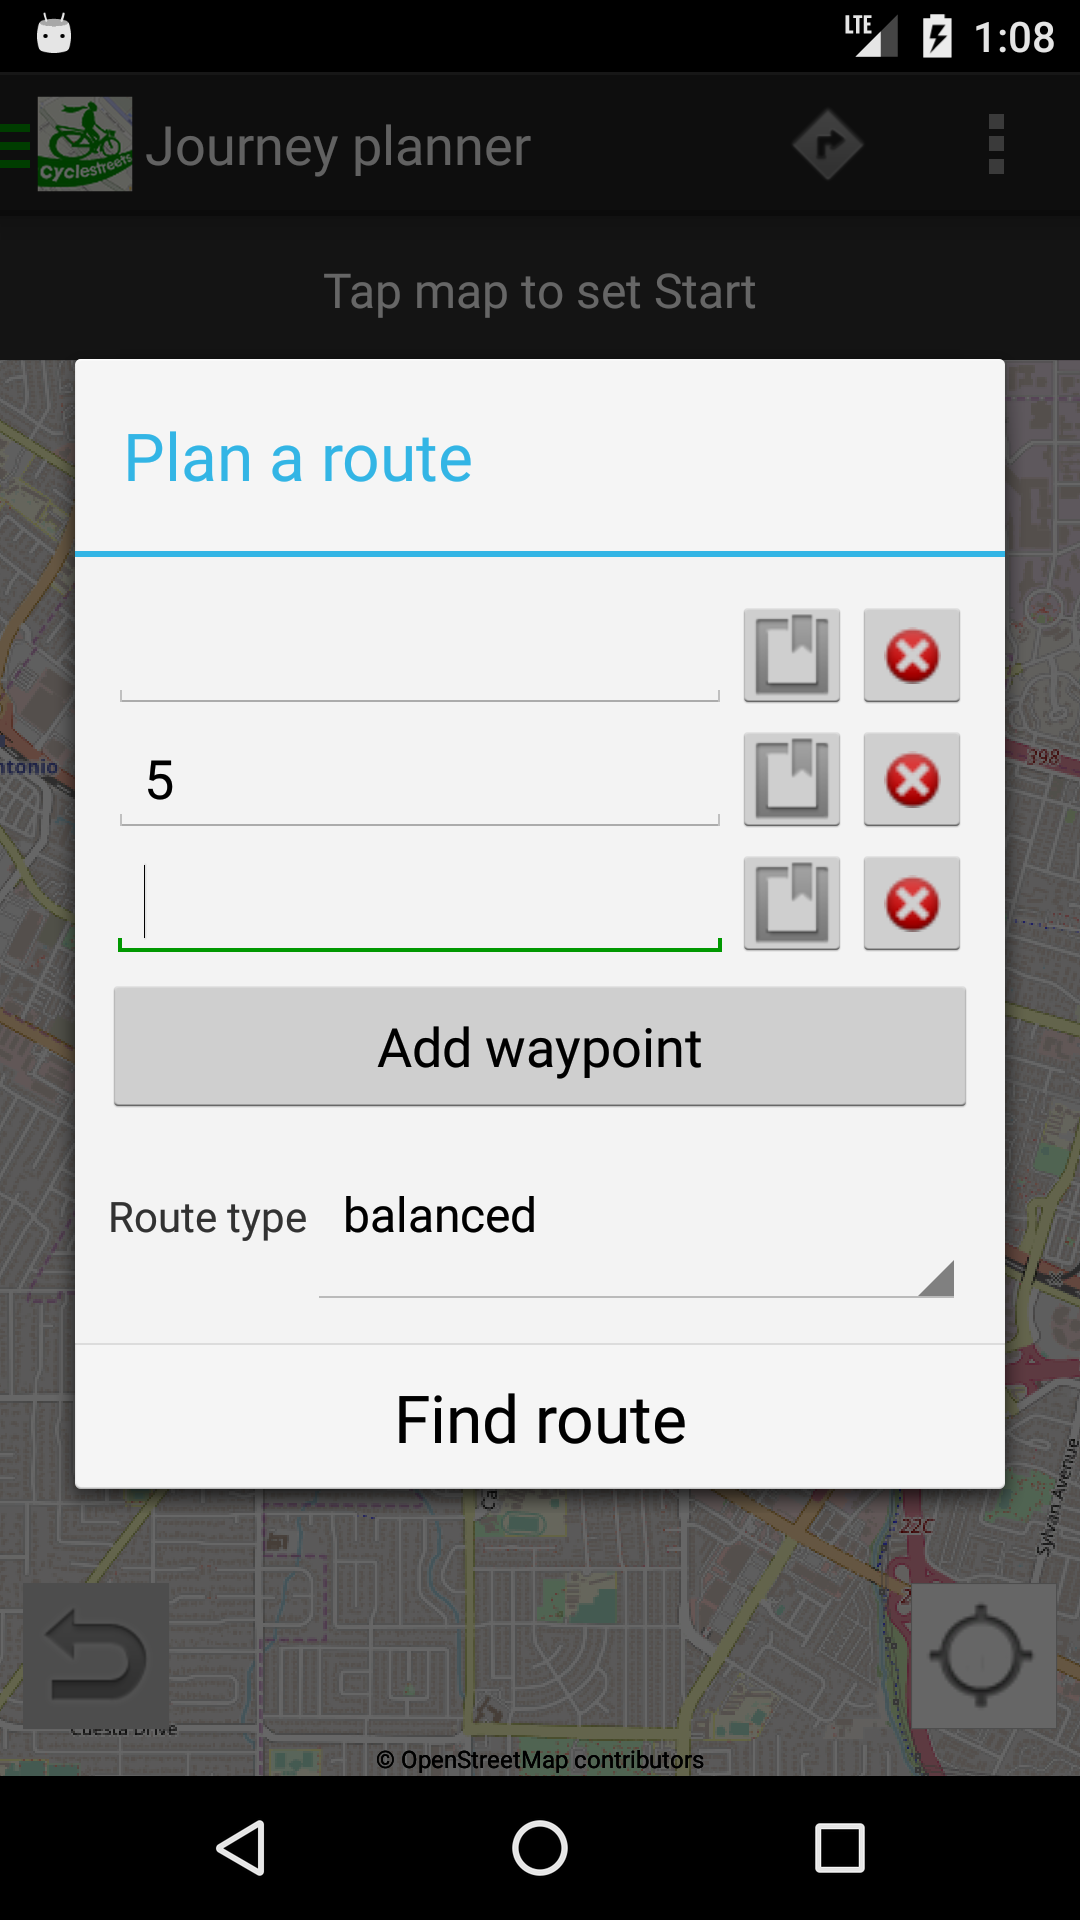 LTE 1:08
Cyclestreets
Journey planner
Tap map to set Start
Plan a route
398
5
Add waypoint
Route type balanced
Find route
22C
Sylvan Avenue
Cuesta Drive
© OpenStreetMap contributors